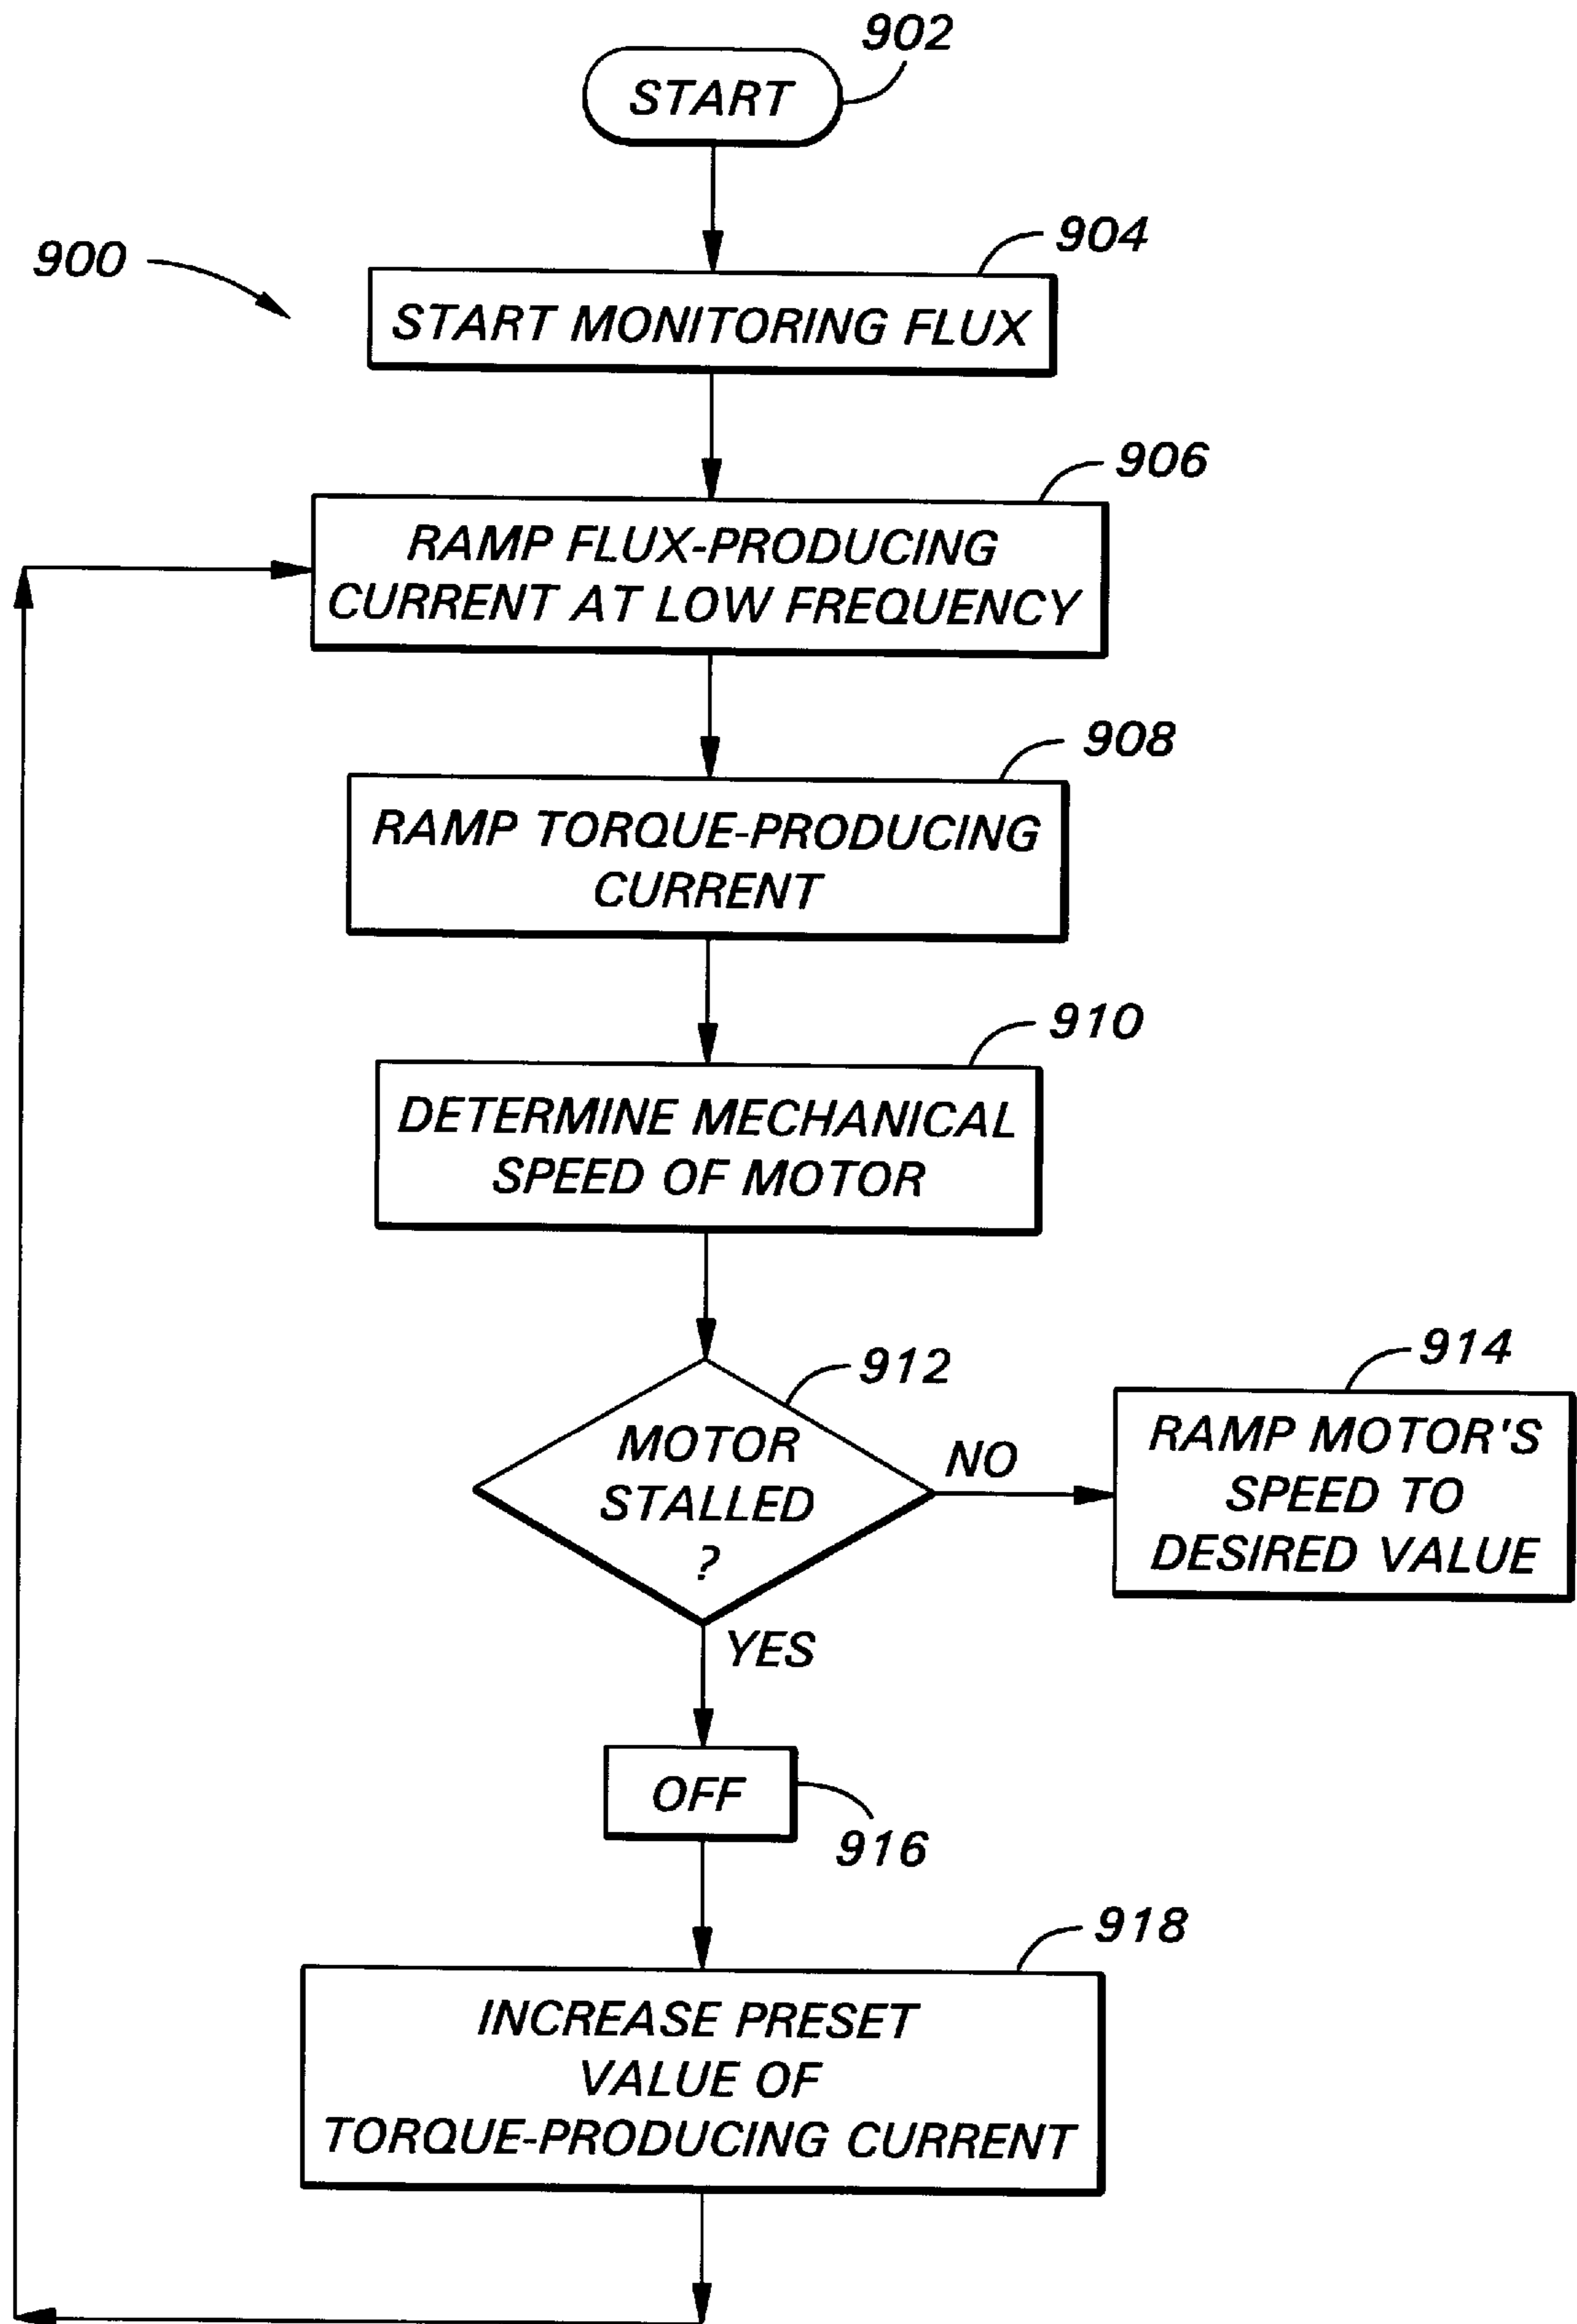 902
START
904
900
START MONITORING FLUX
906
RAMP FLUX-PRODUCING
CURRENT AT LOW FREQUENCY
908
RAMP TORQUE-PRODUCING
CURRENT
910
DETERMINE MECHANICAL
SPEED OF MOTOR
912
MOTOR
STALLED
?
NO
914
RAMP MOTOR'S
SPEED TO
DESIRED VALUE
YES
OFF
916
918
INCREASE PRESET
VALUE OF
TORQUE-PRODUCING CURRENT